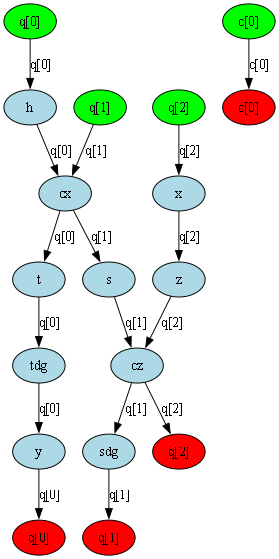 q[0] c[0]
q[0] c[0]
h q[1] q[2] c[0]
q[0] q[1] q[2]
cx x
q[0] q[1] q[2]
t s z
q[0] q[1] q[2]
tdg cz
q[0] q[1] q[2]
y sdg q[2]
q[0] q[1]
q[0] q[1]